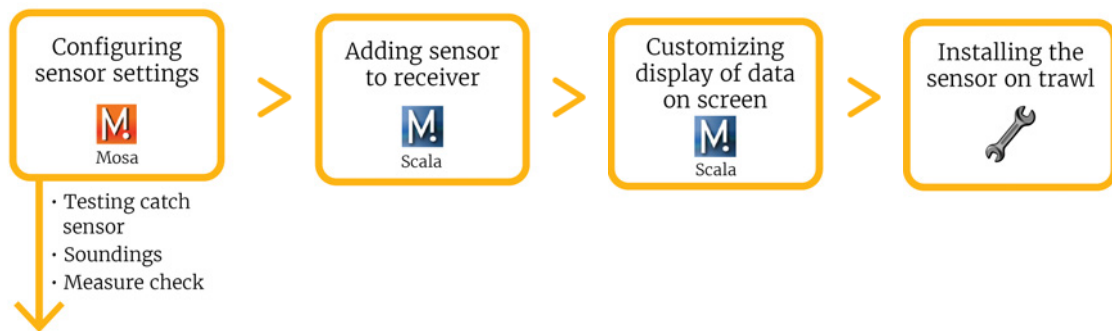 Configuring
sensor settings
M!
Mosa
· Testing catch
sensor
· Soundings
· Measure check
Adding sensor
to receiver
M!
Scala
Customizing
display of data
on screen
M!
Scala
Installing the
sensor on trawl